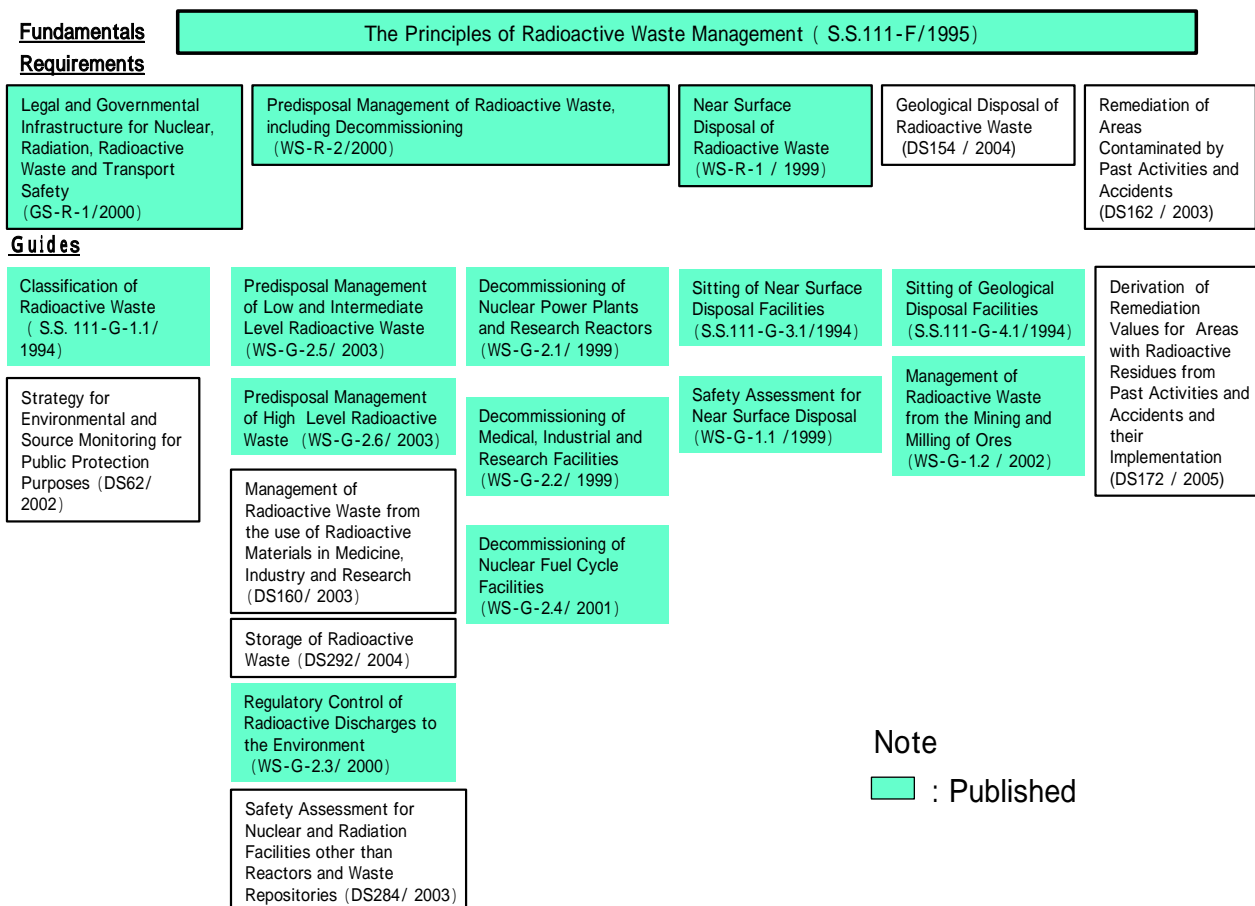 Fundamentals
The Principles of Radioactive Waste Management ( S.S.111-F/1995)
Requirements
Legal and Governmental
Infrastructure for Nuclear,
Radiation, Radioactive
Waste and Transport
Safety
(GS-R-1/2000)
Predisposal Management of Radioactive Waste,
including Decommissioning
(WS-R-2/2000)
Near Surface
Disposal of
Radioactive Waste
(WS-R-1 / 1999)
Geological Disposal of
Radioactive Waste
(DS154 / 2004)
Remediation of
Areas
Contaminated by
Past Activities and
Accidents
(DS162 / 2003)
Guides
Classification of
Radioactive Waste
( S.S. 111-G-1.1/
1994)
Strategy for
Environmental and
Source Monitoring for
Public Protection
Purposes (DS62/
2002)
Predisposal Management
of Low and Intermediate
Level Radioactive Waste
(WS-G-2.5/ 2003)
Predisposal Management
of High Level Radioactive
Waste (WS-G-2.6/ 2003)
Management of
Radioactive Waste from
the use of Radioactive
Materials in Medicine,
Industry and Research
(DS160/ 2003)
Storage of Radioactive
Waste (DS292/ 2004)
Regulatory Control of
Radioactive Discharges to
the Environment
(WS-G-2.3/ 2000)
Safety Assessment for
Nuclear and Radiation
Facilities other than
Reactors and Waste
Repositories (DS284/ 2003)
Decommissioning of
Nuclear Power Plants
and Research Reactors
(WS-G-2.1/ 1999)
Decommissioning of
Medical, Industrial and
Research Facilities
(WS-G-2.2/ 1999)
Decommissioning of
Nuclear Fuel Cycle
Facilities
(WS-G-2.4/ 2001)
Sitting of Near Surface
Disposal Facilities
(S.S.111-G-3.1/1994)
Safety Assessment for
Near Surface Disposal
(WS-G-1.1 /1999)
Sitting of Geological
Disposal Facilities
(S.S.111-G-4.1/1994)
Management of
Radioactive Waste
from the Mining and
Milling of Ores
(WS-G-1.2 / 2002)
Derivation of
Remediation
Values for Areas
with Radioactive
Residues from
Past Activities and
Accidents and
their
Implementation
(DS172 / 2005)
Note
: Published